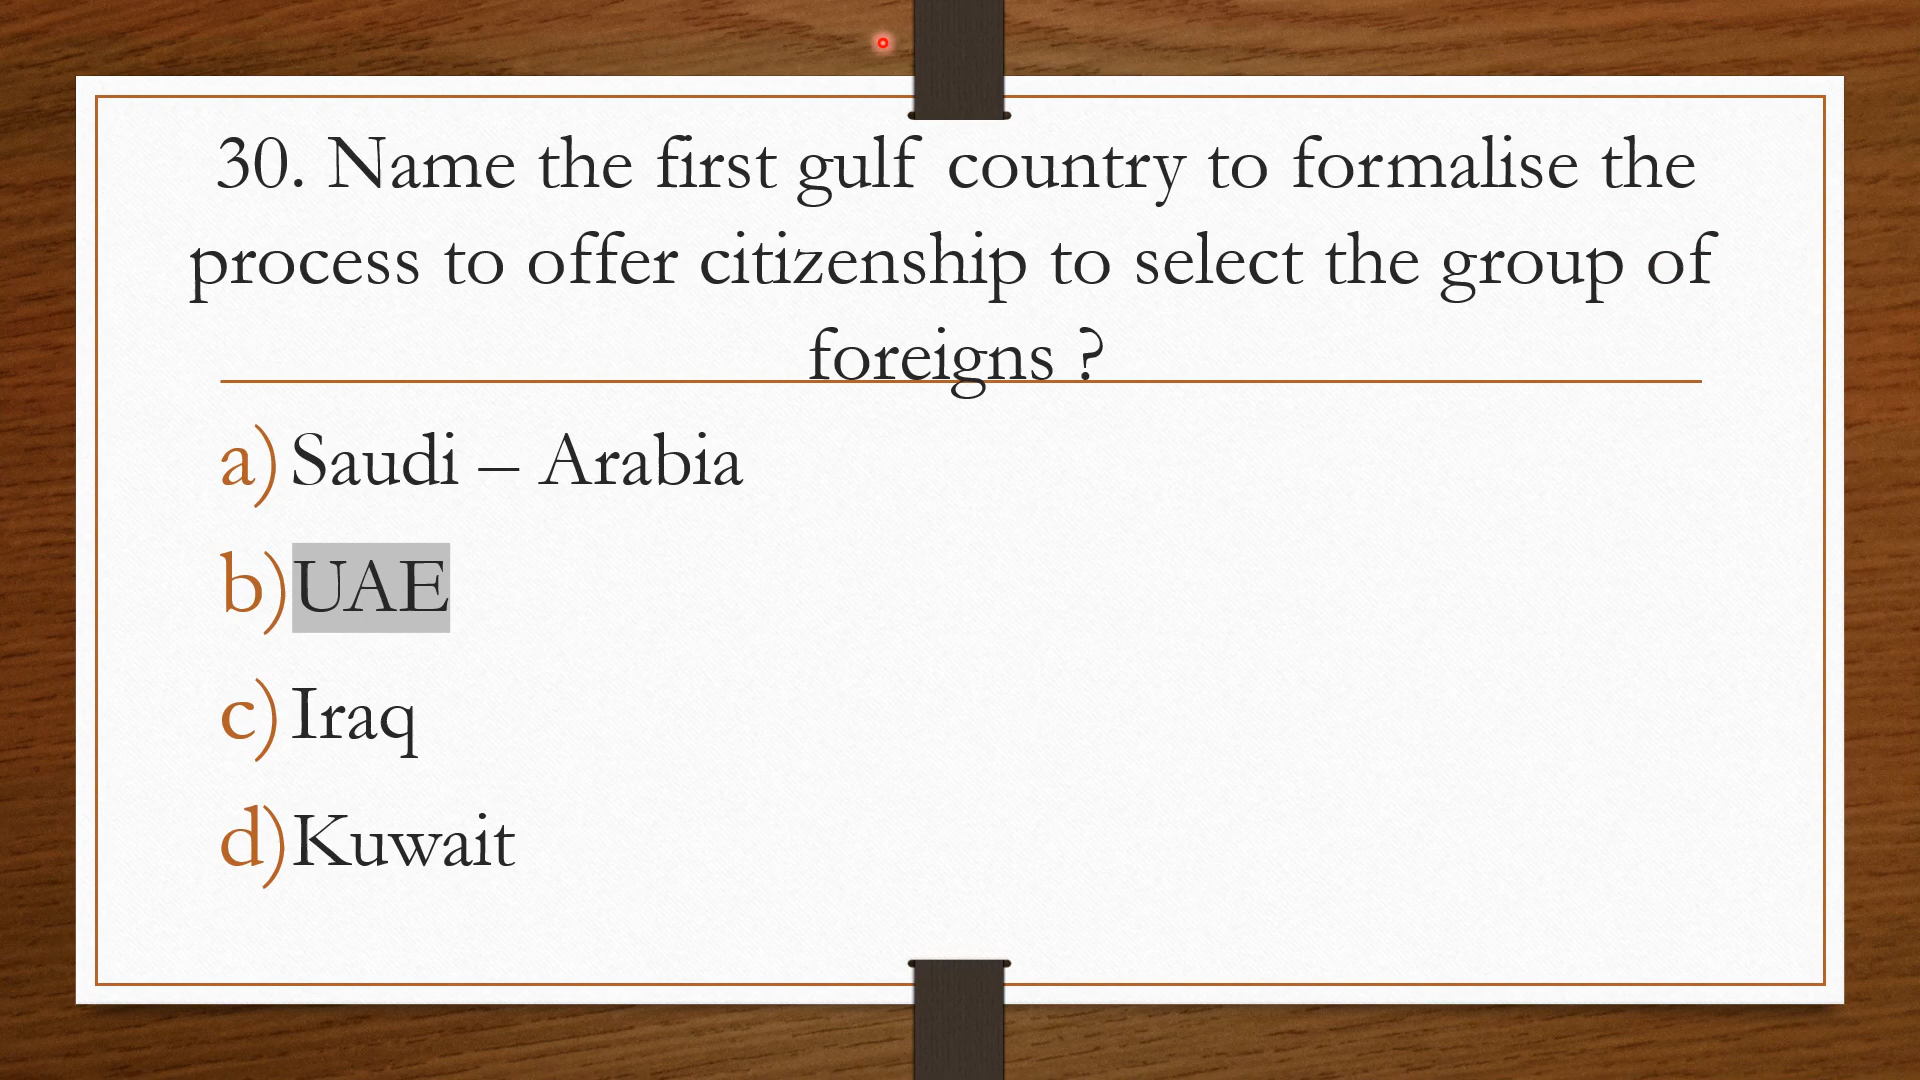 30. Name the first gulf country to formalise the
process to offer citizenship to select the group of
foreigns ?
a) Saudi – Arabia
b) UAE
c) Iraq
d) Kuwait